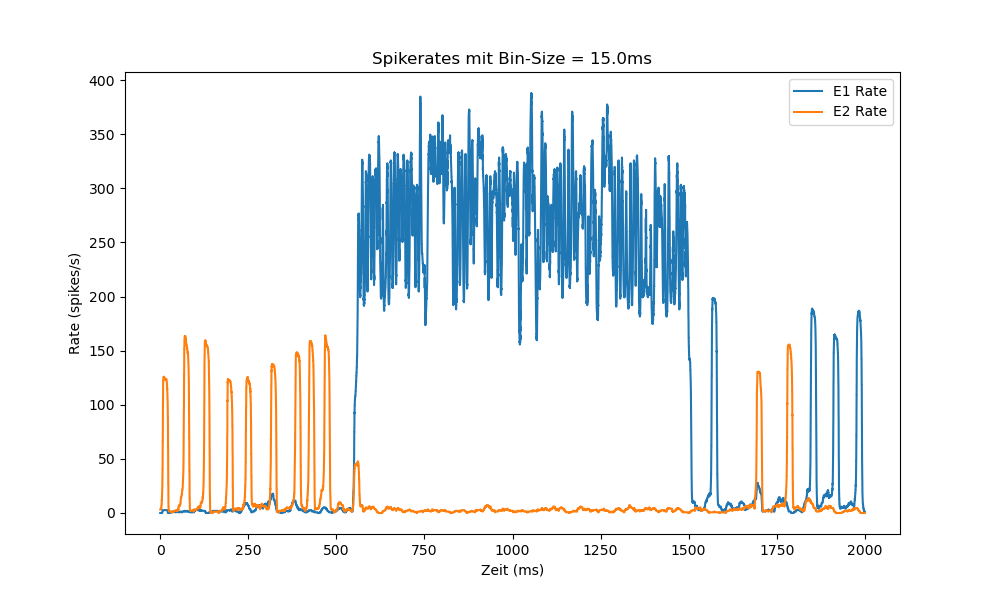 Spikerates mit Bin-Size = 15.0ms
E1 Rate
E2 Rate
Rate (spikes/s)
400
350
300
250
200
150
100
50
0
0 250 500 750 1000 1250 1500 1750 2000
Zeit (ms)